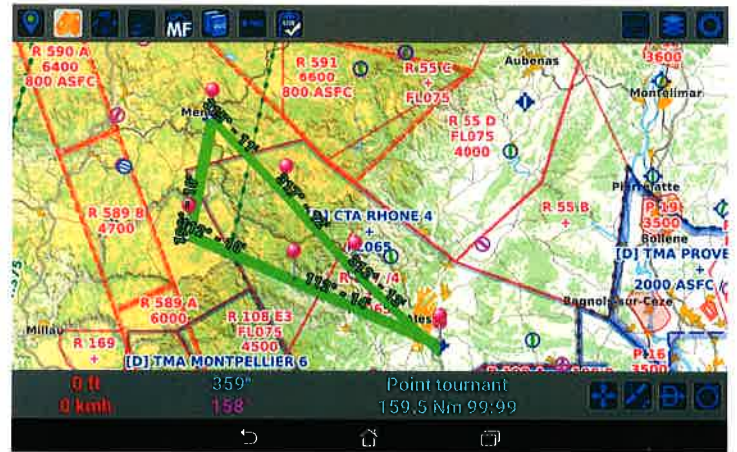 MF
R 590 A
6400
800 ASFC
R 591
6600
800 ASFC
R 55 C
+
FL075
Aubenas
3600
Montelimar
R 55 D
FL075
4000
Pierrelatte
R 589 B
4700
[D] CTA RHONE 4
+
FL065
R 55 B
+
P 19
3500
Bollene
[D] TMA PROVE
+
2000 ASFC
Bagnols-sur-Ceze
R 589 A
6000
R 108 E3
FL075
4500
Millau
R 169
+
[D] TMA MONTPELLIER 6
P 16
3500
0 ft
359°
Point tournant
0 kmh
158°
159.5 Nm 99:99